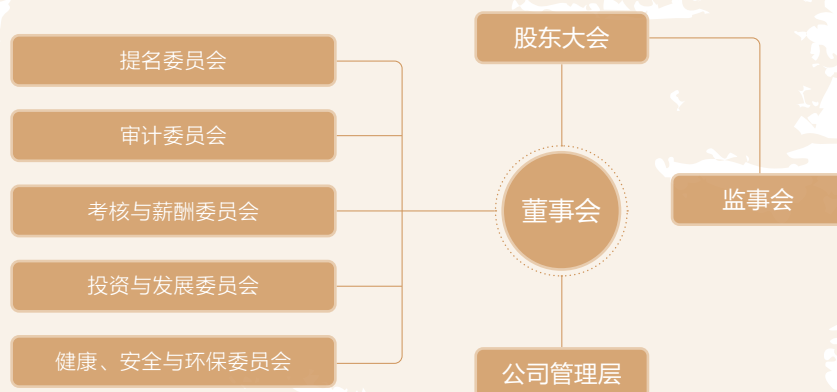 股东大会
提名委员会
审计委员会
考核与薪酬委员会
董事会
监事会
投资与发展委员会
健康、安全与环保委员会
公司管理层